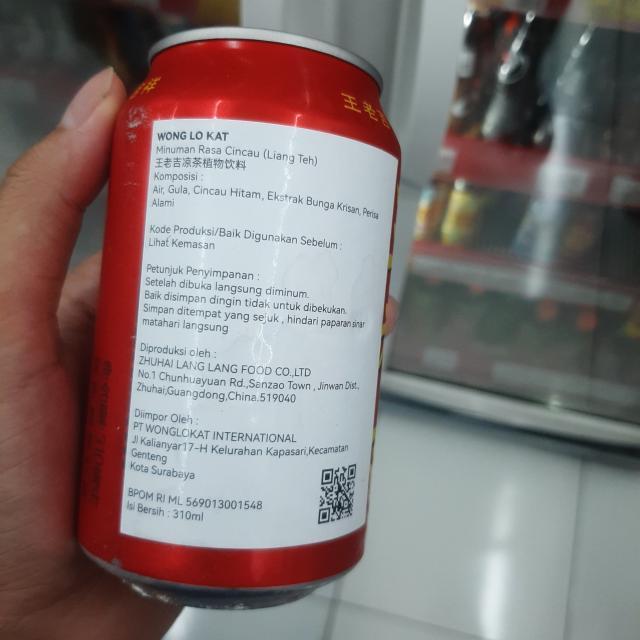 王老吉
WONG LO KAT
Minuman Rasa Cincau (Liang Teh)
王老吉凉茶植物饮料
Komposisi :
Air, Gula, Cincau Hitam, Ekstrak Bunga Krisan, Perisa
Alami
Kode Produksi/Baik Digunakan Sebelum :
Lihat Kemasan
Petunjuk Penyimpanan :
Setelah dibuka langsung diminum.
Baik disimpan dingin tidak untuk dibekukan.
Simpan ditempat yang sejuk , hindari paparan sinar
matahari langsung
Diproduksi oleh :
ZHUHAI LANG LANG FOOD CO.,LTD
No.1 Chunhuayuan Rd.,Sanzao Town , Jinwan Dist.,
Zhuhai,Guangdong,China.519040
Diimpor Oleh :
PT WONGLOKAT INTERNATIONAL
Jl Kalianyar17-H Kelurahan Kapasari,Kecamatan
Genteng
Kota Surabaya
BPOM RI ML 569013001548
Isi Bersih : 310ml